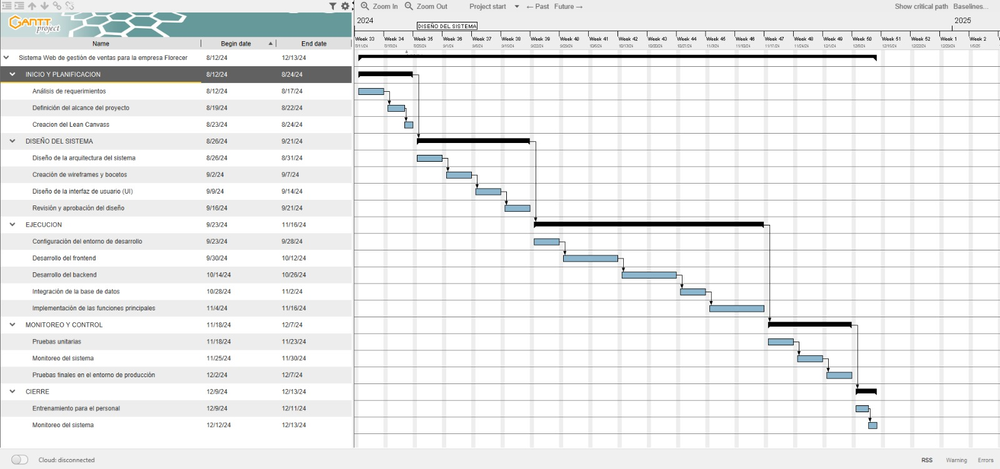 Zoom In Zoom Out Project start ← Past Future → Show critical path Baselines...
GANTT project
2024 2025
DISEÑO DEL SISTEMA
Name Begin date End date
Week 33 Week 34 Week 35 Week 36 Week 37 Week 38 Week 39 Week 40 Week 41 Week 42 Week 43 Week 44 Week 45 Week 46 Week 47 Week 48 Week 49 Week 50 Week 51 Week 52 Week 1 Week 2
8/11/24 8/18/24 8/25/24 9/1/24 9/8/24 9/15/24 9/22/24 9/29/24 10/6/24 10/13/24 10/20/24 10/27/24 11/3/24 11/10/24 11/17/24 11/24/24 12/1/24 12/8/24 12/15/24 12/22/24 12/29/24 1/5/25
Sistema Web de gestión de ventas para la empresa Florecer 8/12/24 12/13/24
INICIO Y PLANIFICACION 8/12/24 8/24/24
Análisis de requerimientos 8/12/24 8/17/24
Definición del alcance del proyecto 8/19/24 8/22/24
Creacion del Lean Canvass 8/23/24 8/24/24
DISEÑO DEL SISTEMA 8/26/24 9/21/24
Diseño de la arquitectura del sistema 8/26/24 8/31/24
Creación de wireframes y bocetos 9/2/24 9/7/24
Diseño de la interfaz de usuario (UI) 9/9/24 9/14/24
Revisión y aprobación del diseño 9/16/24 9/21/24
EJECUCION 9/23/24 11/16/24
Configuración del entorno de desarrollo 9/23/24 9/28/24
Desarrollo del frontend 9/30/24 10/12/24
Desarrollo del backend 10/14/24 10/26/24
Integración de la base de datos 10/28/24 11/2/24
Implementación de las funciones principales 11/4/24 11/16/24
MONITOREO Y CONTROL 11/18/24 12/7/24
Pruebas unitarias 11/18/24 11/23/24
Monitoreo del sistema 11/25/24 11/30/24
Pruebas finales en el entorno de producción 12/2/24 12/7/24
CIERRE 12/9/24 12/13/24
Entrenamiento para el personal 12/9/24 12/11/24
Monitoreo del sistema 12/12/24 12/13/24
Cloud: disconnected RSS Warning Errors